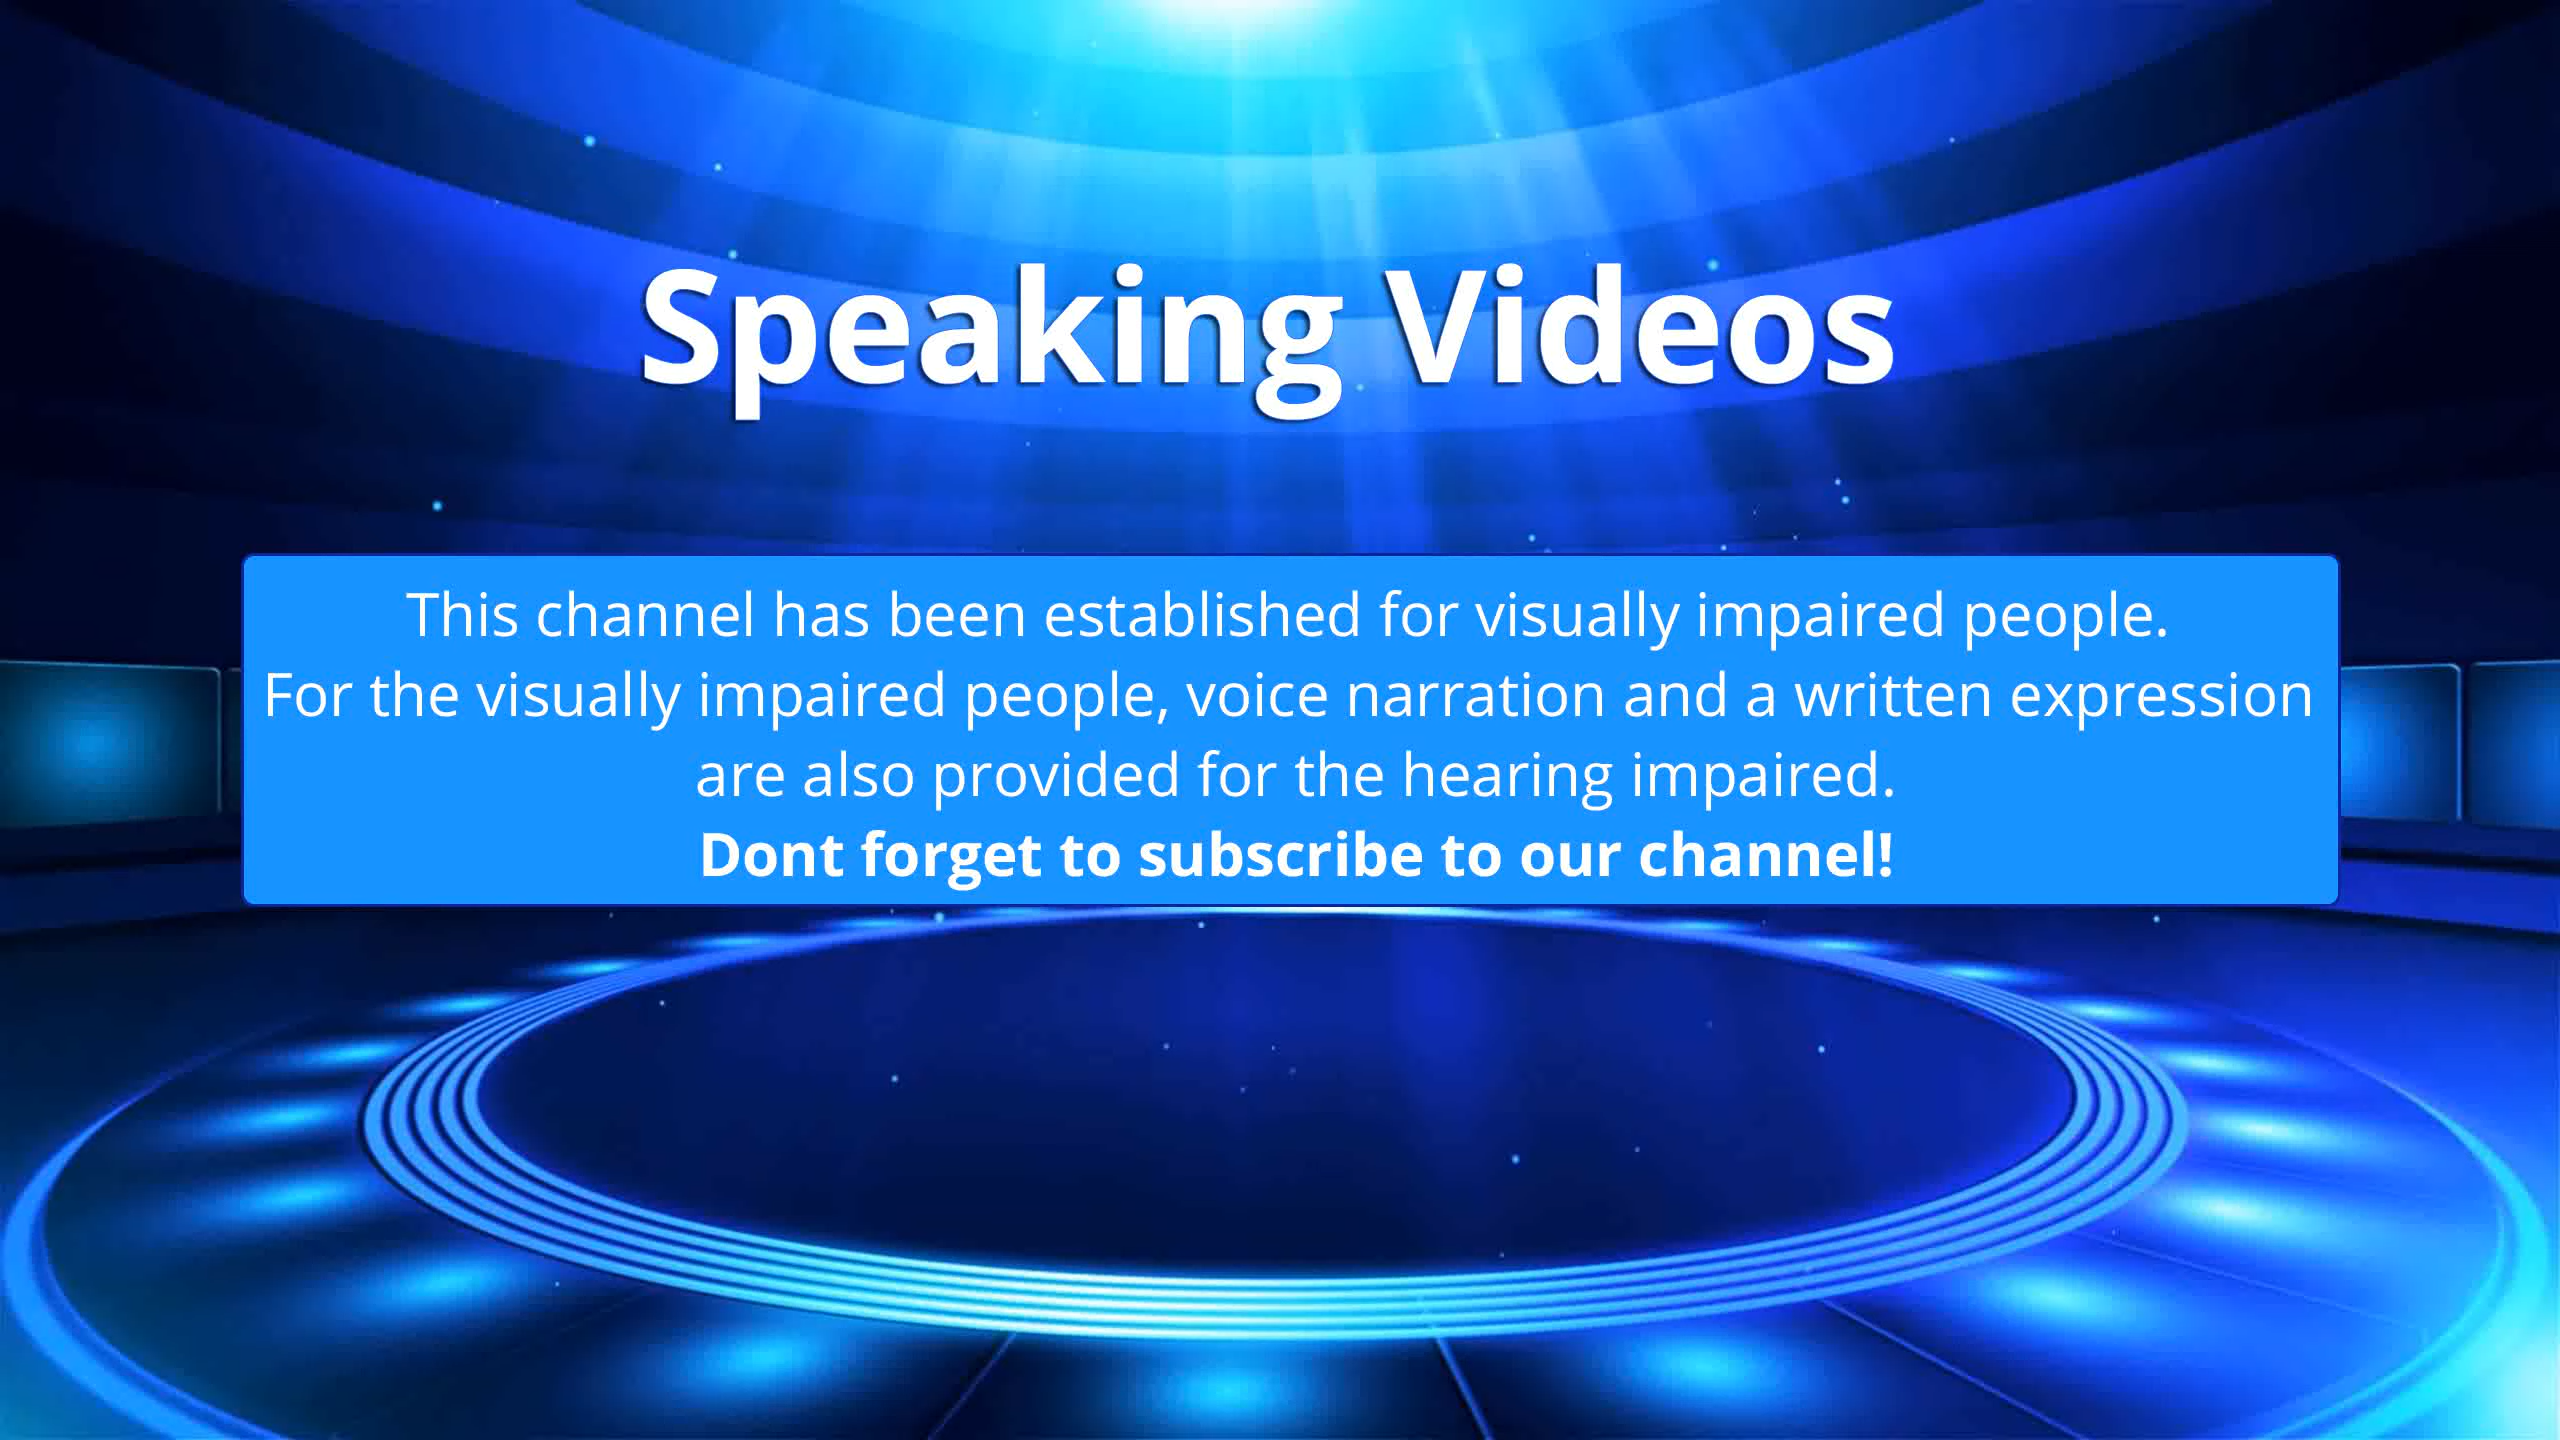 Speaking Videos
This channel has been established for visually impaired people.
For the visually impaired people, voice narration and a written expression
are also provided for the hearing impaired.
Dont forget to subscribe to our channel!